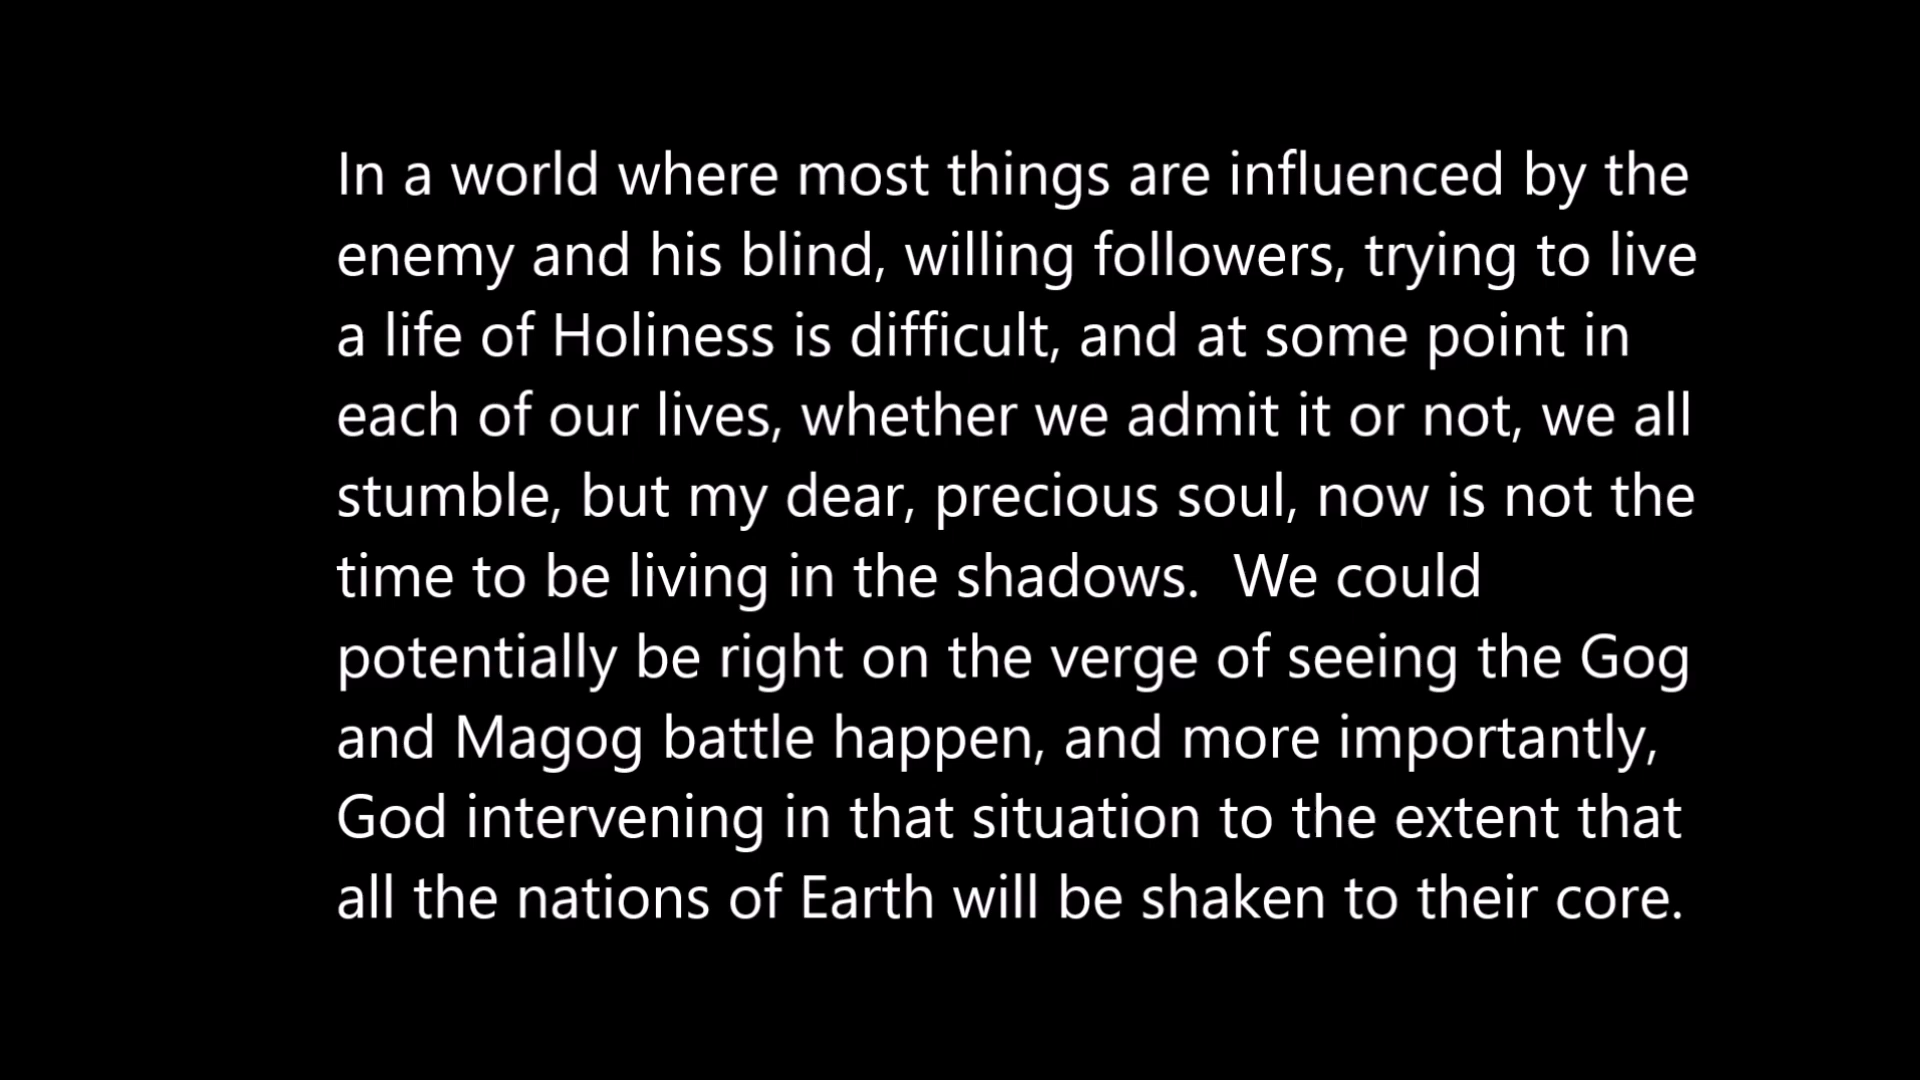 In a world where most things are influenced by the
enemy and his blind, willing followers, trying to live
a life of Holiness is difficult, and at some point in
each of our lives, whether we admit it or not, we all
stumble, but my dear, precious soul, now is not the
time to be living in the shadows.  We could
potentially be right on the verge of seeing the Gog
and Magog battle happen, and more importantly,
God intervening in that situation to the extent that
all the nations of Earth will be shaken to their core.